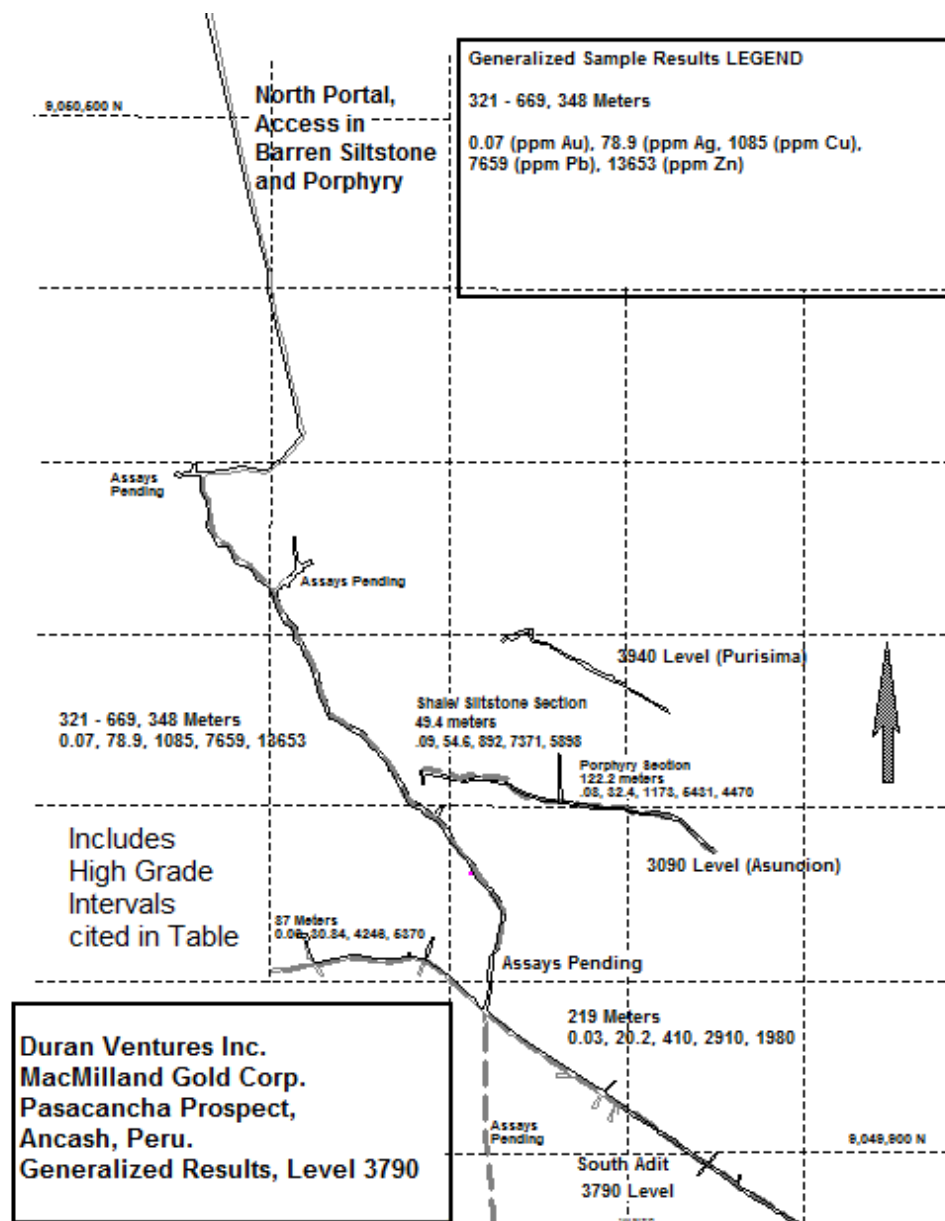 Generalized Sample Results LEGEND
321 - 669, 348 Meters
0.07 (ppm Au), 78.9 (ppm Ag, 1085 (ppm Cu),
7659 (ppm Pb), 13653 (ppm Zn)
9,050,500 N
North Portal,
Access in
Barren Siltstone
and Porphyry
Assays
Pending
Assays Pending
3940 Level (Purisima)
321 - 669, 348 Meters
0.07, 78.9, 1085, 7659, 13653
Shale/ Siltstone Section
49.4 meters
.09, 54.6, 892, 7371, 5898
Porphyry Section
122.2 meters
.08, 32.4, 1173, 5431, 4470
3090 Level (Asuncion)
Includes
High Grade
Intervals
cited in Table
87 Meters
30.84, 4246, 5370
Assays Pending
219 Meters
0.03, 20.2, 410, 2910, 1980
Assays
Pending
9,049,900 N
South Adit
3790 Level
Duran Ventures Inc.
MacMilland Gold Corp.
Pasacancha Prospect,
Ancash, Peru.
Generalized Results, Level 3790